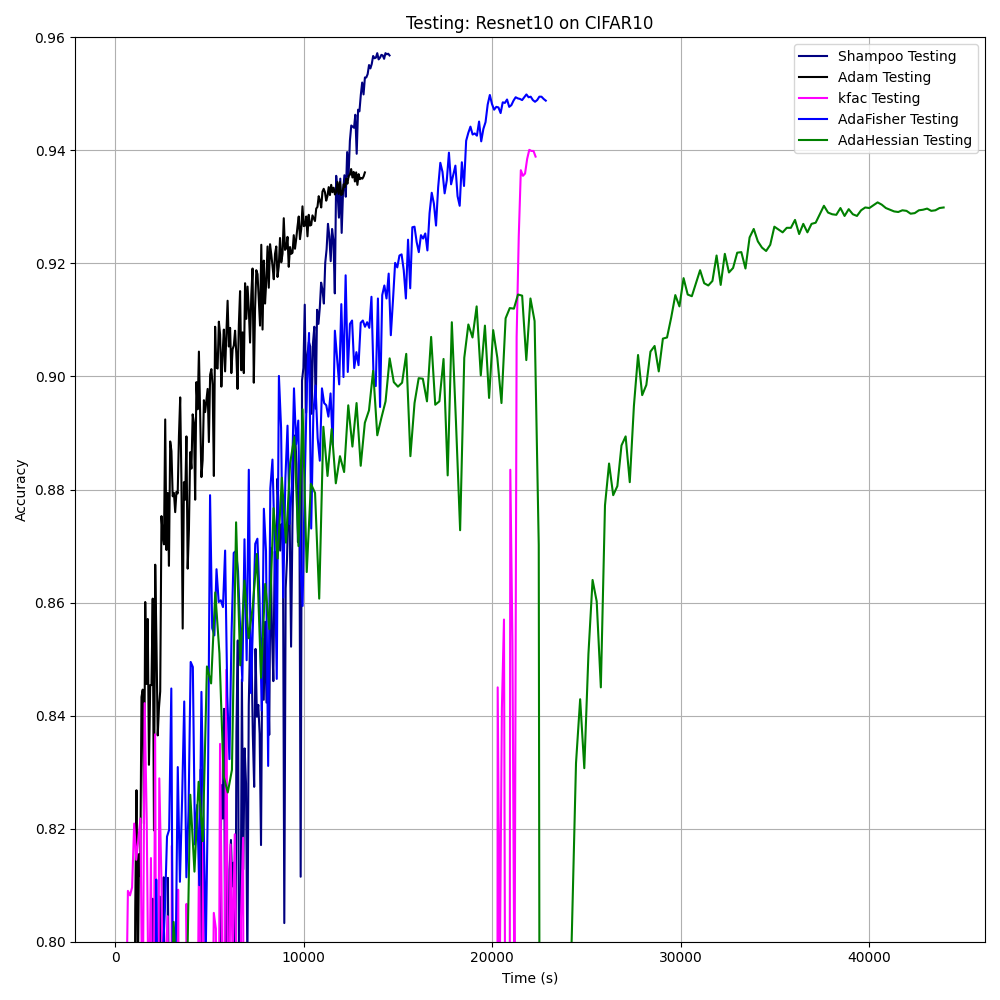 Testing: Resnet10 on CIFAR10
0.96
0.94
0.92
0.90
0.88
0.86
0.84
0.82
0.80
Accuracy
Shampoo Testing
Adam Testing
kfac Testing
AdaFisher Testing
AdaHessian Testing
0
10000
20000
30000
40000
Time (s)